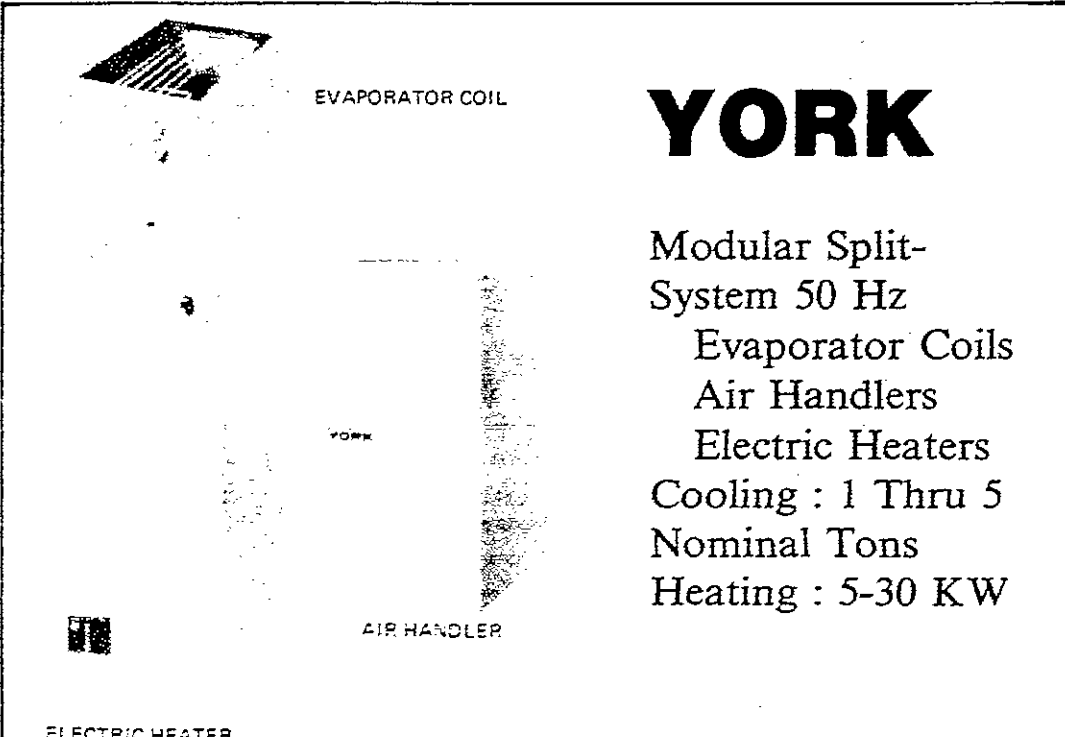 EVAPORATOR COIL
YORK
Modular Split-
System 50 Hz
Evaporator Coils
Air Handlers
Electric Heaters
Cooling : 1 Thru 5
Nominal Tons
Heating : 5-30 KW
YORK
AIR HANDLER
ELECTRIC HEATER